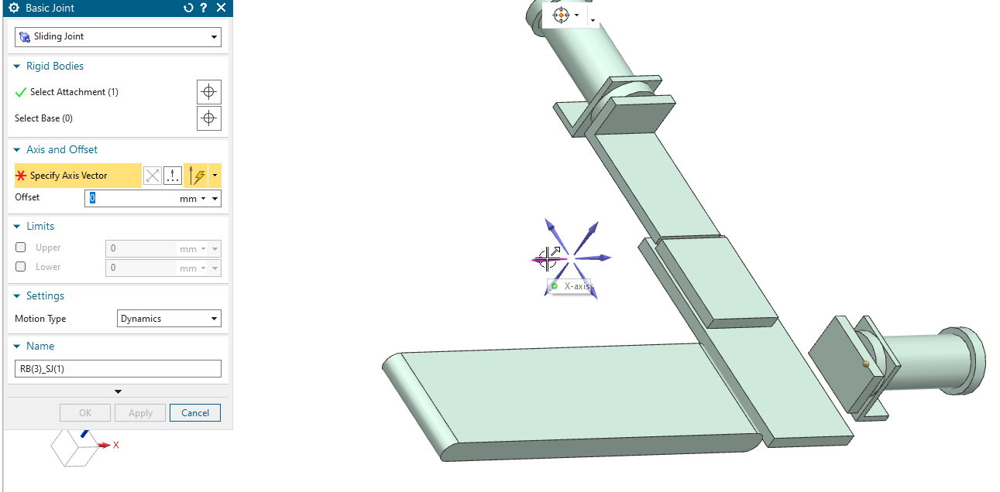 Basic Joint
Sliding Joint
Rigid Bodies
Select Attachment (1)
Select Base (0)
Axis and Offset
Specify Axis Vector
Offset 0 mm
Limits
Upper 0 mm
Lower 0 mm
Settings
Motion Type Dynamics
Name
RB(3)_SJ(1)
OK Apply Cancel
X
X-axis